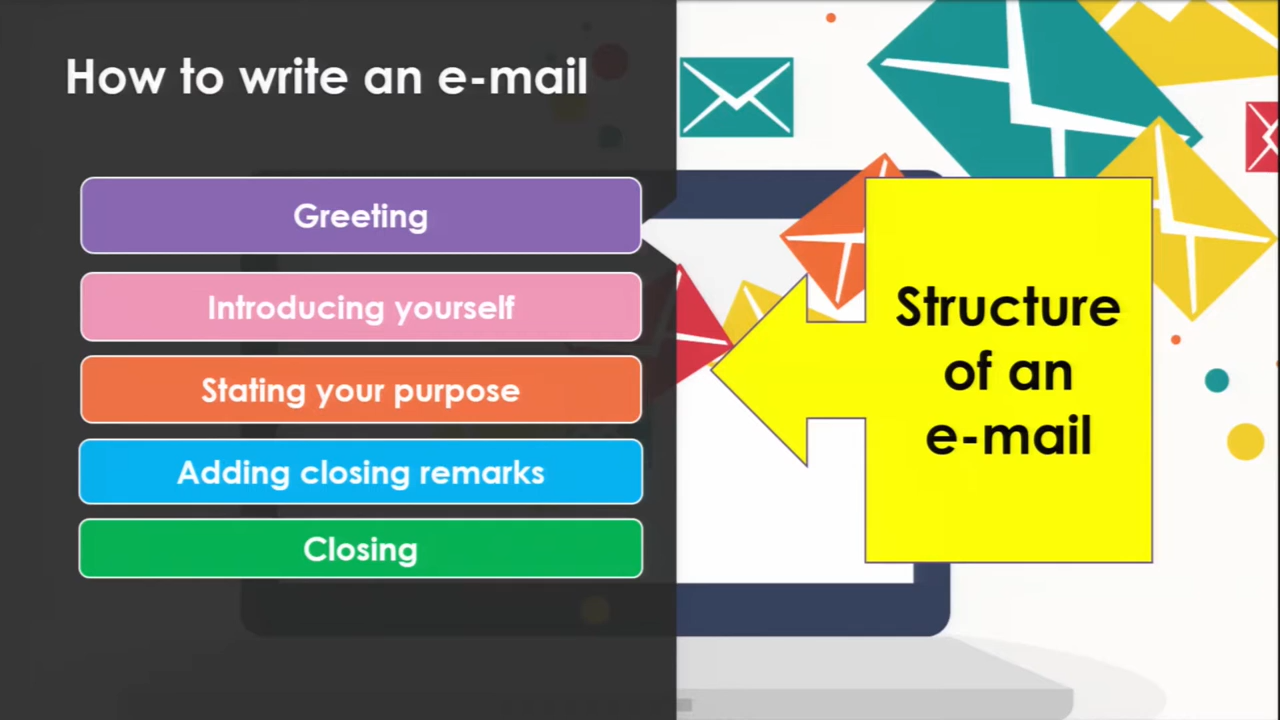 How to write an e-mail
Greeting
Introducing yourself
Stating your purpose
Adding closing remarks
Closing
Structure
of an
e-mail